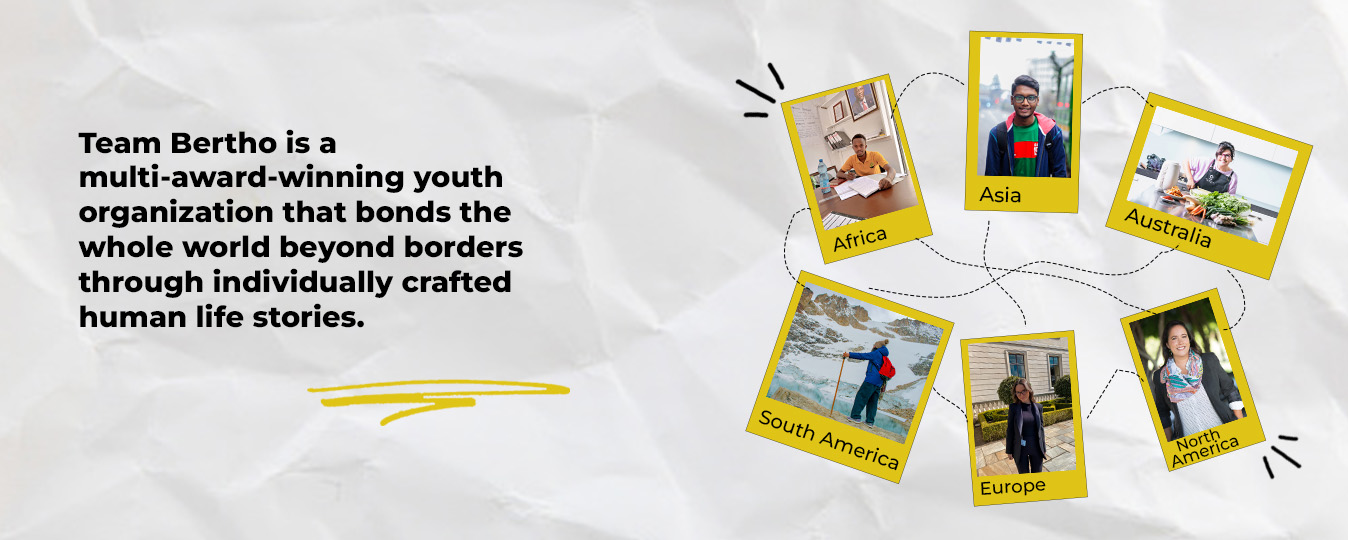 Team Bertho is a
multi-award-winning youth
organization that bonds the
whole world beyond borders
through individually crafted
human life stories.
Africa
Asia
Australia
South America
Europe
North
America